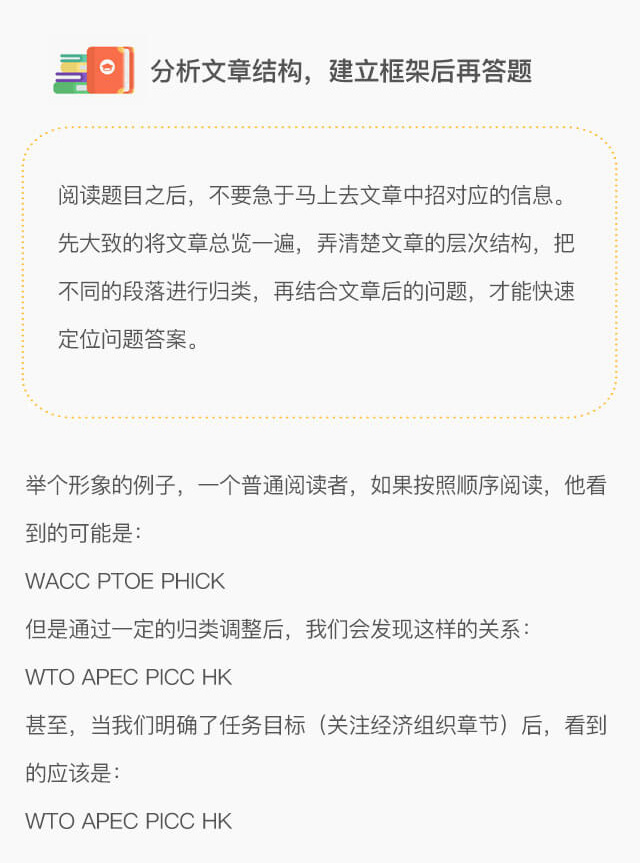 分析文章结构，建立框架后再答题
阅读题目之后，不要急于马上去文章中招对应的信息。
先大致的将文章总览一遍，弄清楚文章的层次结构，把
不同的段落进行归类，再结合文章后的问题，才能快速
定位问题答案。
举个形象的例子，一个普通阅读者，如果按照顺序阅读，他看
到的可能是：
WACC PTOE PHICK
但是通过一定的归类调整后，我们会发现这样的关系：
WTO APEC PICC HK
甚至，当我们明确了任务目标（关注经济组织章节）后，看到
的应该是：
WTO APEC PICC HK